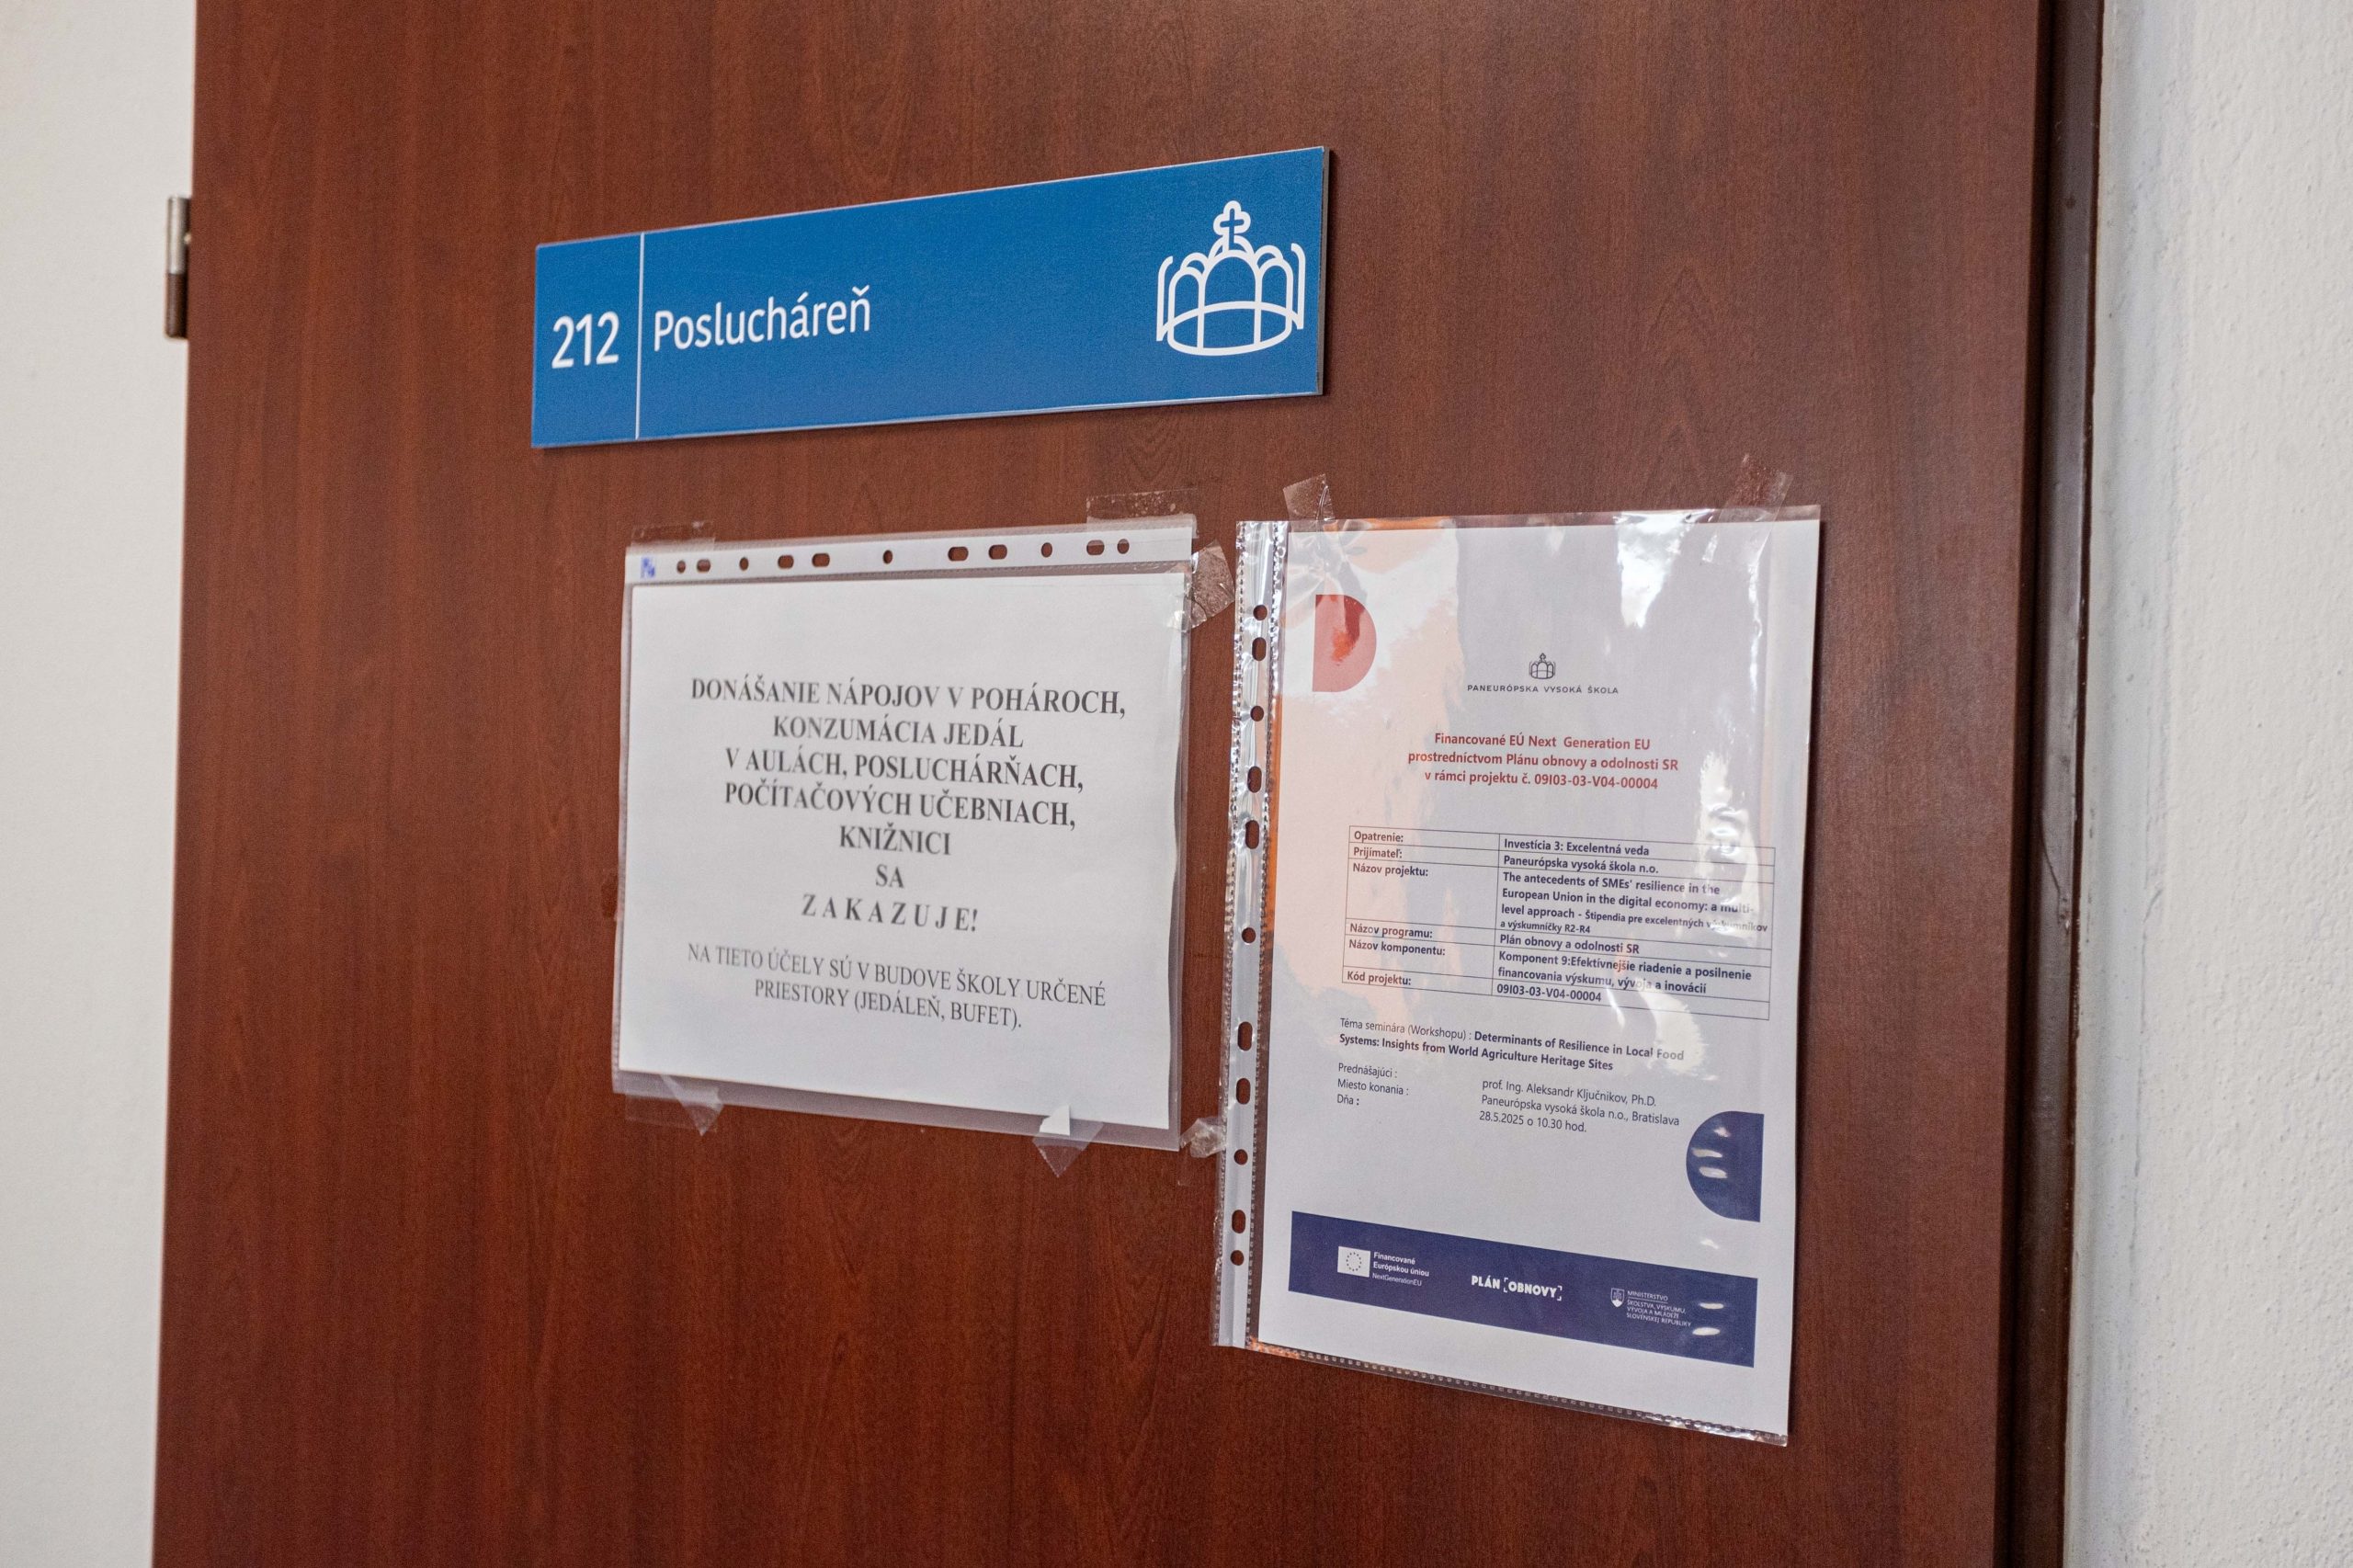 212 Poslucháreň
DONÁŠANIE NÁPOJOV V POHÁROCH,
KONZUMÁCIA JEDÁL
V AULÁCH, POSLUCHÁRŇACH,
POČÍTAČOVÝCH UČEBNIACH,
KNIŽNICI
SA
Z A K A Z U J E!
NA TIETO ÚČELY SÚ V BUDOVE ŠKOLY URČENÉ
PRIESTORY (JEDÁLEŇ, BUFET).
PANEURÓPSKA VYSOKÁ ŠKOLA
Financované EÚ Next Generation EU
prostredníctvom Plánu obnovy a odolnosti SR
v rámci projektu č. 09I03-03-V04-00004
Opatrenie: Investícia 3: Excelentná veda
Prijímateľ: Paneurópska vysoká škola n.o.
Názov projektu: The antecedents of SMEs' resilience in the
European Union in the digital economy: a multi-
level approach - Štipendia pre excelentných výskumníkov
a výskumníčky R2-R4
Názov programu: Plán obnovy a odolnosti SR
Názov komponentu: Komponent 9:Efektívnejšie riadenie a posilnenie
financovania výskumu, vývoja a inovácií
Kód projektu: 09I03-03-V04-00004
Téma seminára (Workshopu) : Determinants of Resilience in Local Food
Systems: Insights from World Agriculture Heritage Sites
Prednášajúci : prof. Ing. Aleksandr Ključnikov, Ph.D.
Miesto konania : Paneurópska vysoká škola n.o., Bratislava
Dňa : 28.5.2025 o 10.30 hod.
Financované
Európskou úniou
NextGenerationEU
PLÁN [OBNOVY]
MINISTERSTVO
ŠKOLSTVA, VÝSKUMU,
VÝVOJA A MLÁDEŽE
SLOVENSKEJ REPUBLIKY